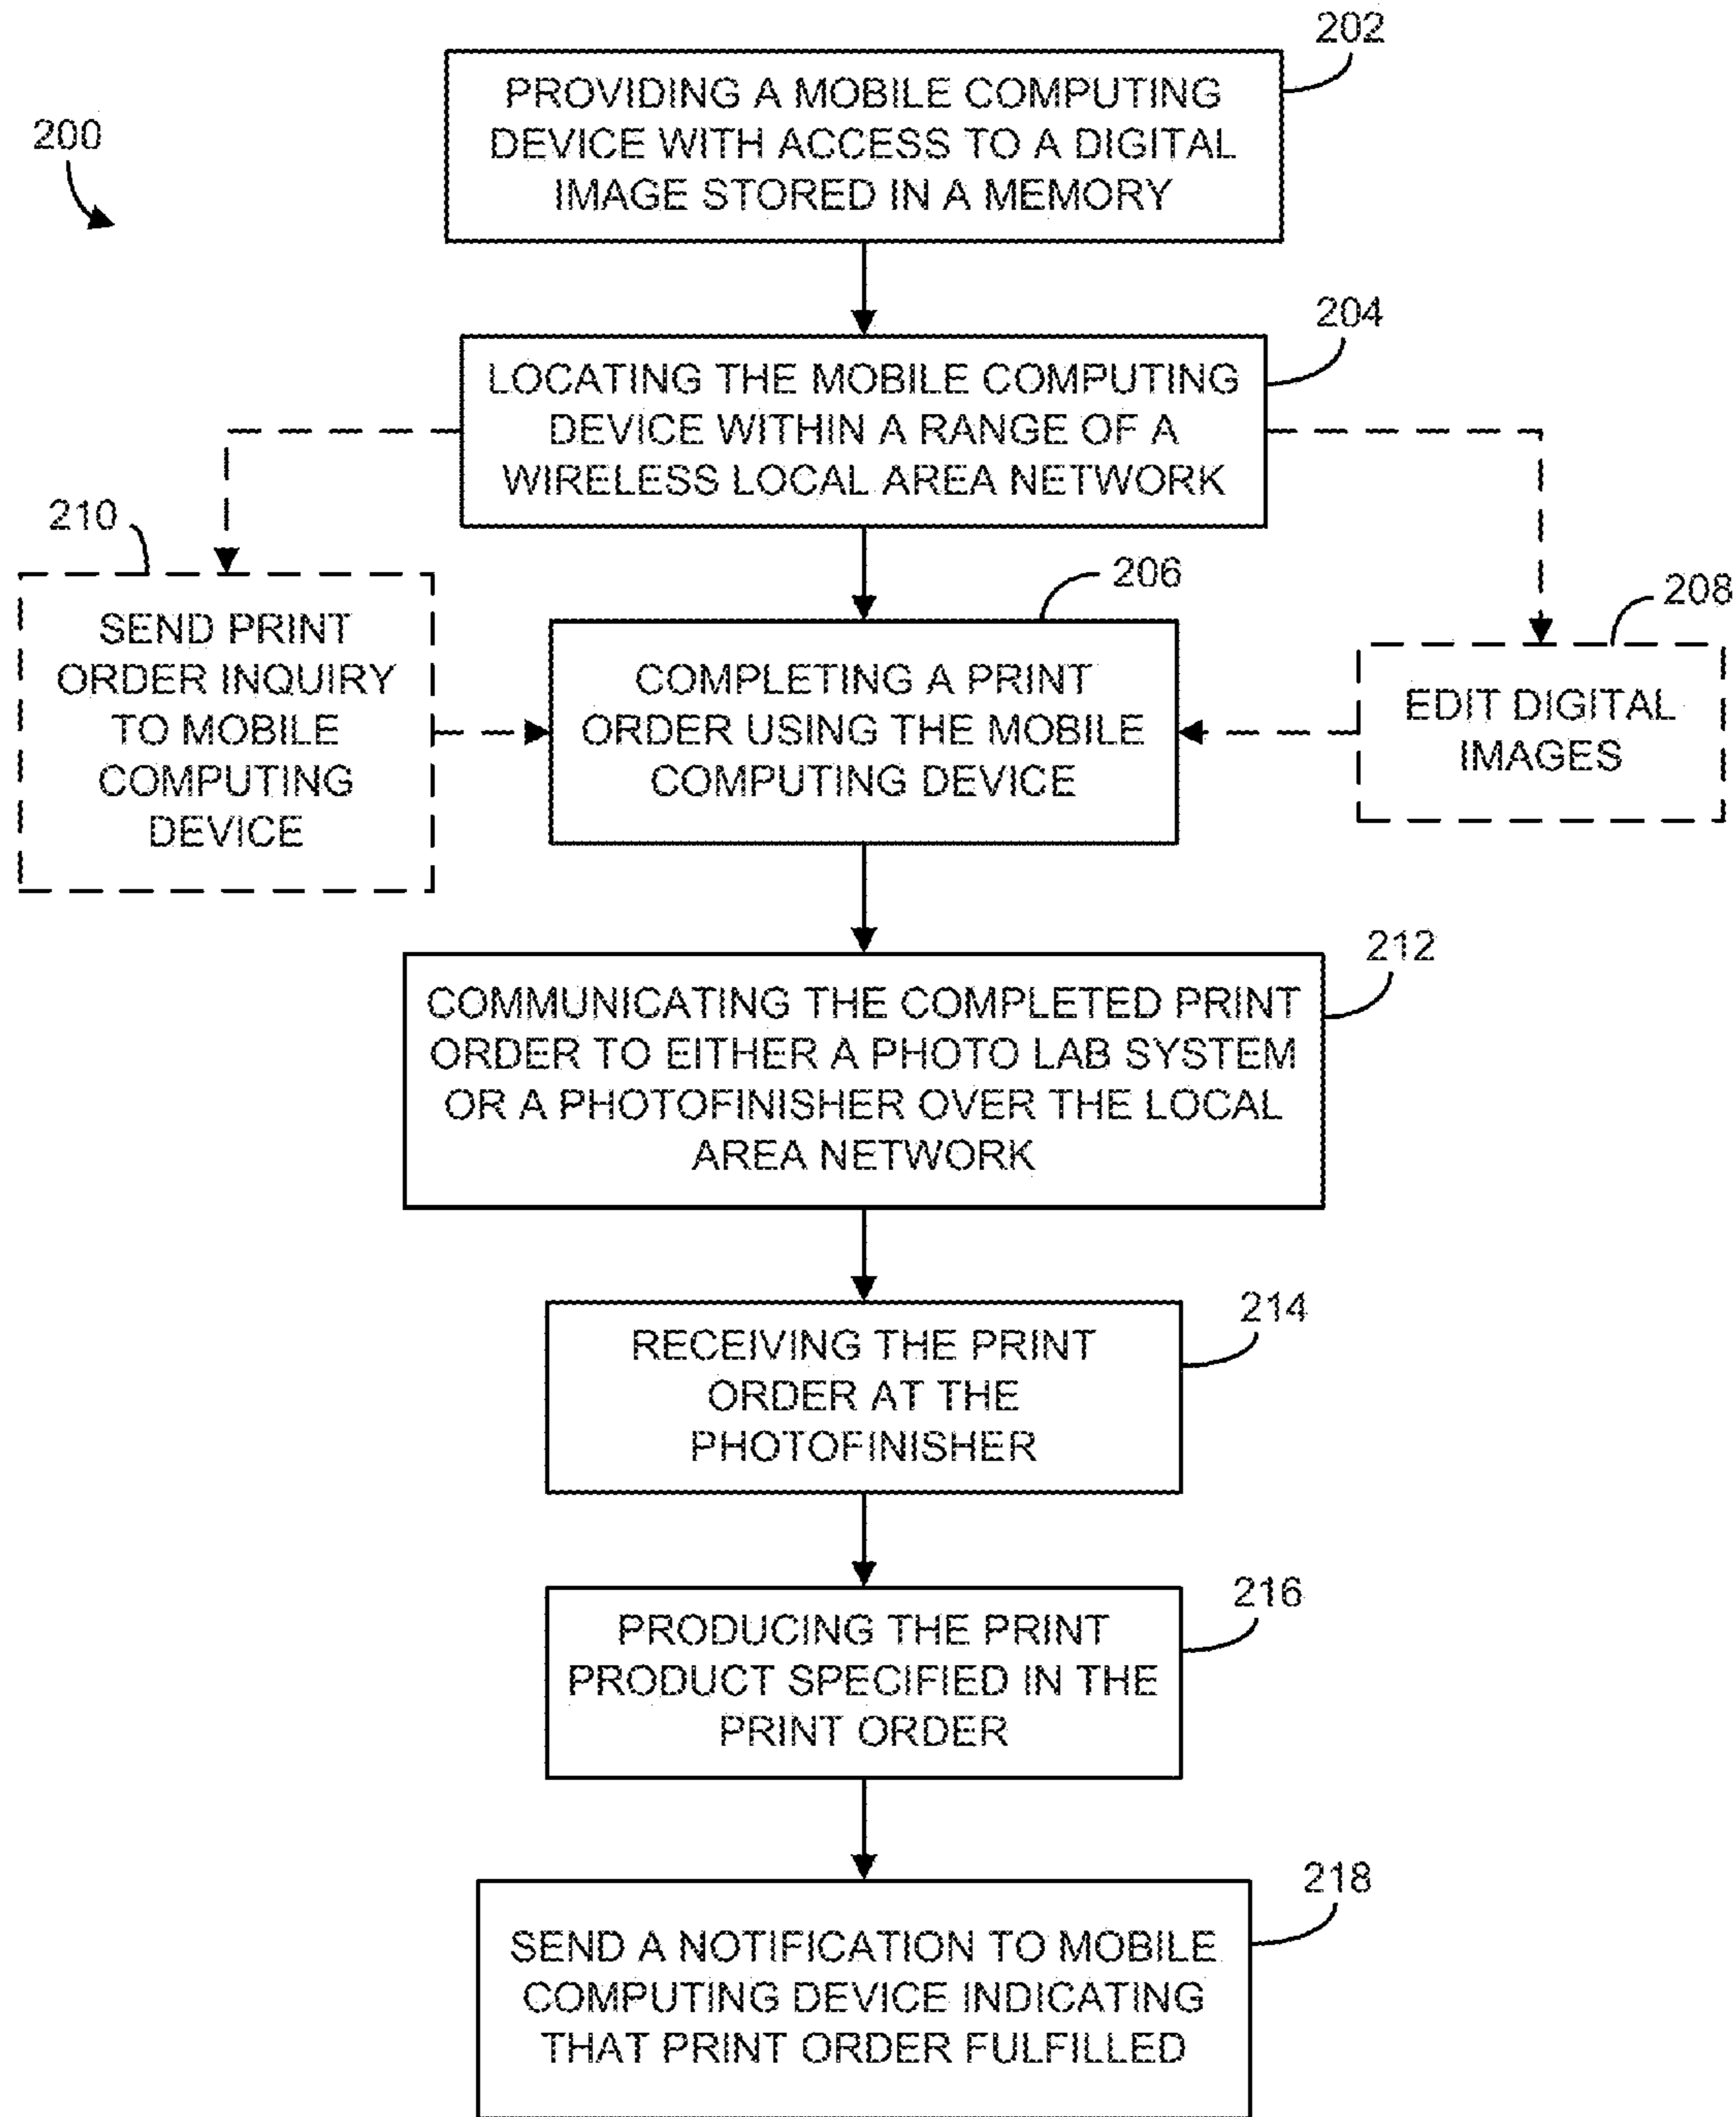 202
PROVIDING A MOBILE COMPUTING
DEVICE WITH ACCESS TO A DIGITAL
IMAGE STORED IN A MEMORY
200
204
LOCATING THE MOBILE COMPUTING
DEVICE WITHIN A RANGE OF A
WIRELESS LOCAL AREA NETWORK
210
SEND PRINT
ORDER INQUIRY
TO MOBILE
COMPUTING
DEVICE
206
COMPLETING A PRINT
ORDER USING THE MOBILE
COMPUTING DEVICE
208
EDIT DIGITAL
IMAGES
212
COMMUNICATING THE COMPLETED PRINT
ORDER TO EITHER A PHOTO LAB SYSTEM
OR A PHOTOFINISHER OVER THE LOCAL
AREA NETWORK
214
RECEIVING THE PRINT
ORDER AT THE
PHOTOFINISHER
216
PRODUCING THE PRINT
PRODUCT SPECIFIED IN THE
PRINT ORDER
218
SEND A NOTIFICATION TO MOBILE
COMPUTING DEVICE INDICATING
THAT PRINT ORDER FULFILLED